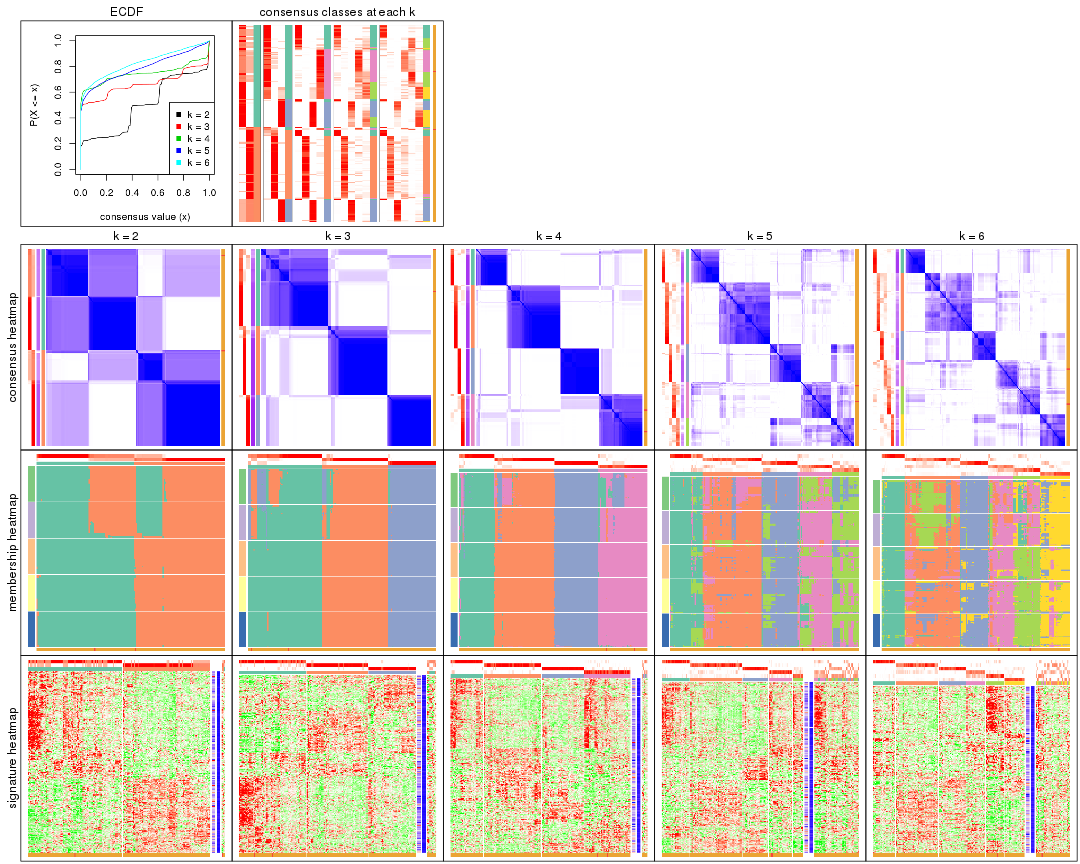 ECDF
consensus classes at each k
P(X <= x)
0.0
0.2
0.4
0.6
0.8
1.0
k = 2
k = 3
k = 4
k = 5
k = 6
0.0 0.2 0.4 0.6 0.8 1.0
consensus value (x)
k = 2
k = 3
k = 4
k = 5
k = 6
consensus heatmap
membership heatmap
signature heatmap